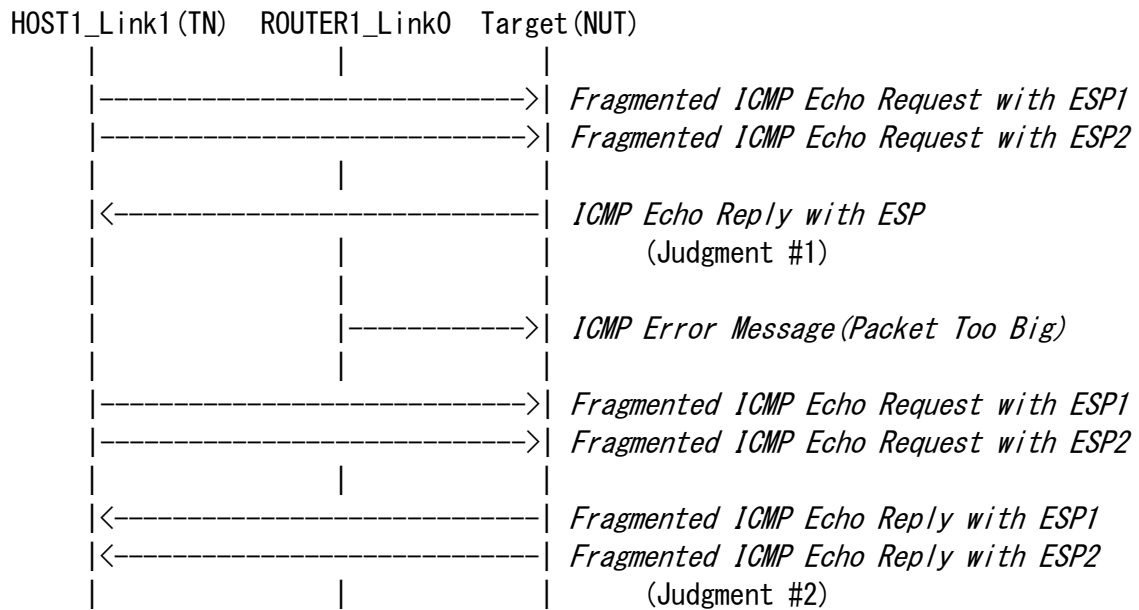 HOST1_Link1(TN) ROUTER1_Link0 Target(NUT)
Fragmented ICMP Echo Request with ESP1
Fragmented ICMP Echo Request with ESP2
ICMP Echo Reply with ESP
(Judgment #1)
ICMP Error Message(Packet Too Big)
Fragmented ICMP Echo Request with ESP1
Fragmented ICMP Echo Request with ESP2
Fragmented ICMP Echo Reply with ESP1
Fragmented ICMP Echo Reply with ESP2
(Judgment #2)